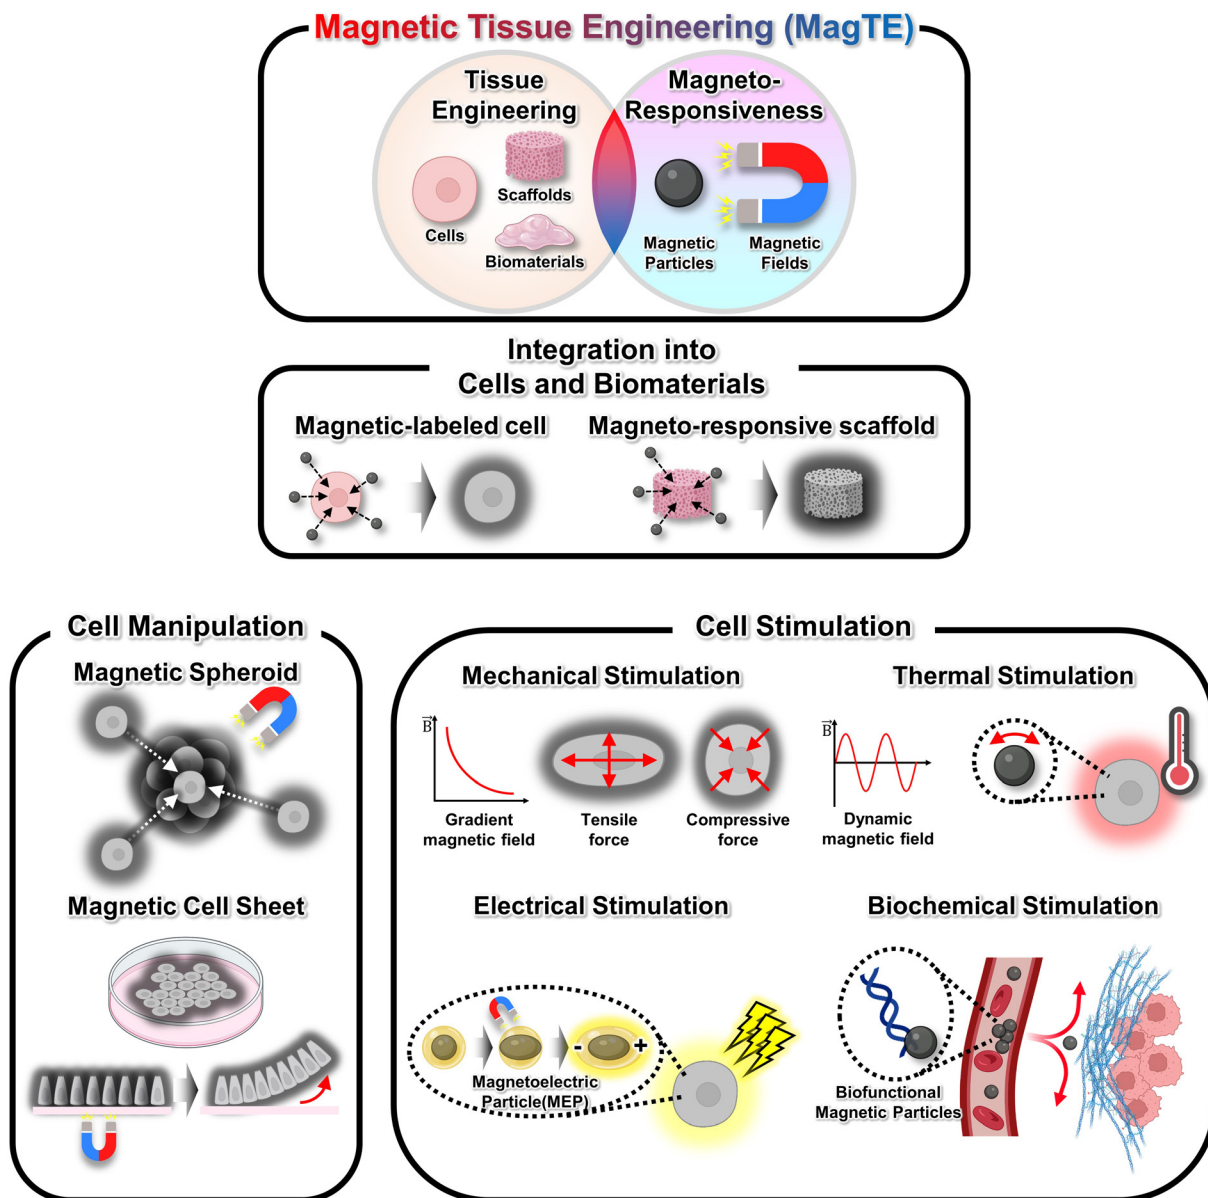 Magnetic Tissue Engineering (MagTE)
Tissue
Engineering
Scaffolds
Cells
Biomaterials
Magneto-
Responsiveness
Magnetic
Particles
Magnetic
Fields
Integration into
Cells and Biomaterials
Magnetic-labeled cell
Magneto-responsive scaffold
Cell Manipulation
Magnetic Spheroid
Magnetic Cell Sheet
Cell Stimulation
Mechanical Stimulation
B
Gradient
magnetic field
Tensile
force
Compressive
force
Thermal Stimulation
B
Dynamic
magnetic field
Electrical Stimulation
- +
Magnetoelectric
Particle(MEP)
Biochemical Stimulation
Biofunctional
Magnetic Particles